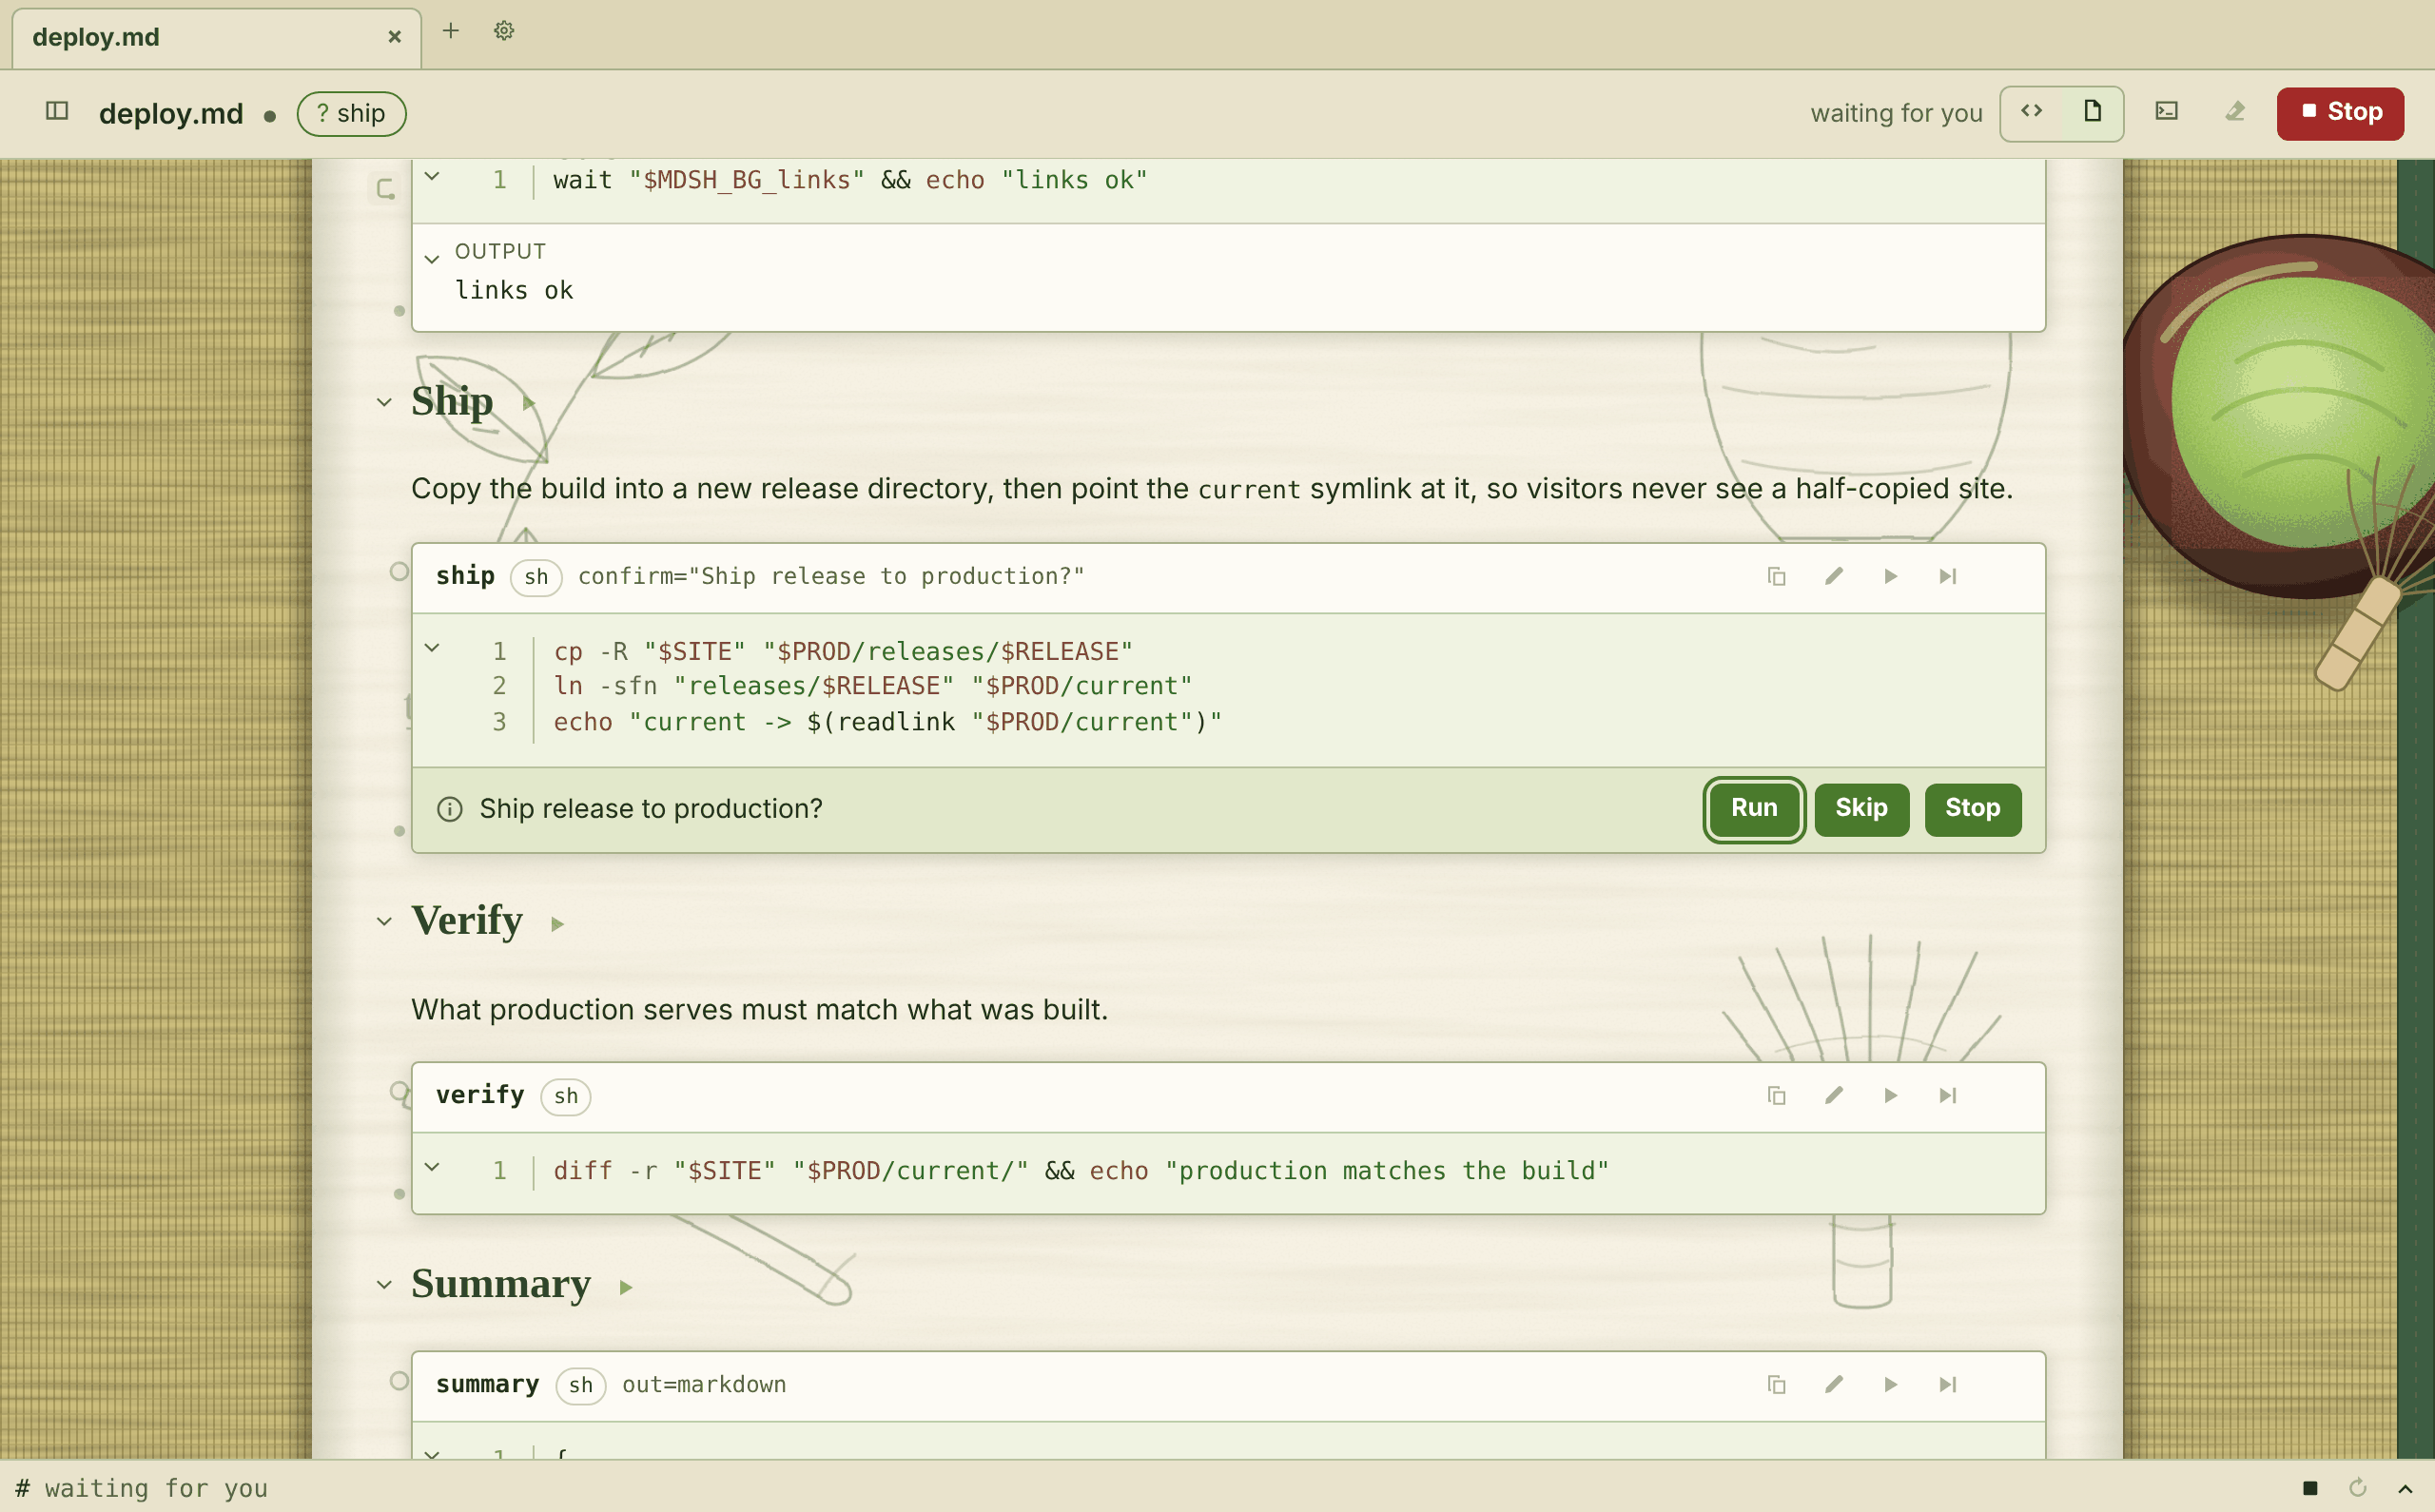 deploy.md
deploy.md
? ship
waiting for you
Stop
1 wait "$MDSH_BG_links" && echo "links ok"
OUTPUT
links ok
Ship
Copy the build into a new release directory, then point the current symlink at it, so visitors never see a half-copied site.
ship sh confirm="Ship release to production?"
1 cp -R "$SITE" "$PROD/releases/$RELEASE"
2 ln -sfn "releases/$RELEASE" "$PROD/current"
3 echo "current -> $(readlink "$PROD/current")"
Ship release to production?
Run Skip Stop
Verify
What production serves must match what was built.
verify sh
1 diff -r "$SITE" "$PROD/current/" && echo "production matches the build"
Summary
summary sh out=markdown
1 {
# waiting for you